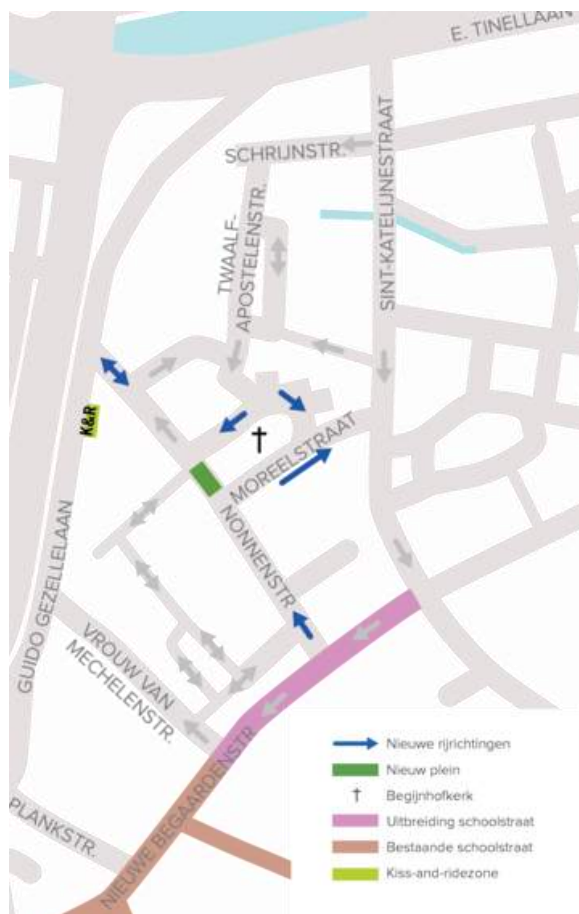 E. TINELLAAN
SCHRIJNSTR.
SINT-KATELIJNESTRAAT
TWAALF-
APOSTELENSTR.
K&R
MOREELSTRAAT
NONNENSTR
GUIDO GEZELLELAAN
VROUW VAN
MECHELENSTR.
NIEUWE BEGAARDENSTR
PLANKSTR.
Nieuwe rijrichtingen
Nieuw plein
Begijnhofkerk
Uitbreiding schoolstraat
Bestaande schoolstraat
Kiss-and-ridezone